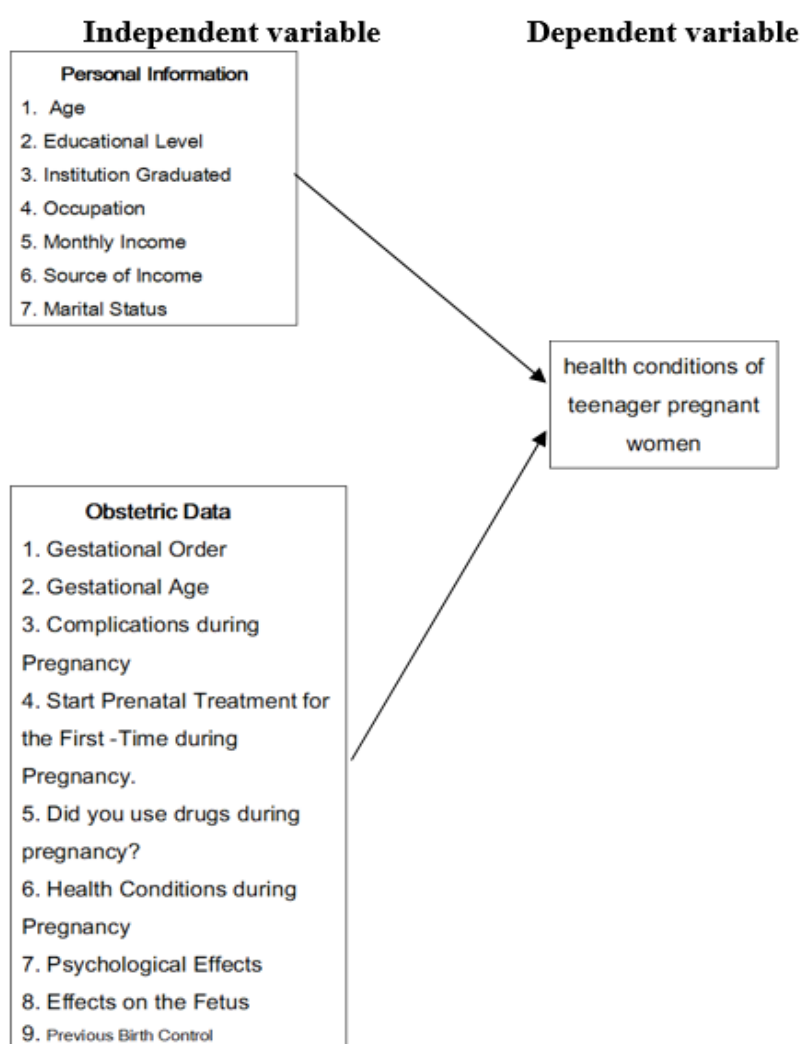 Independent variable
Dependent variable
Personal Information
1. Age
2. Educational Level
3. Institution Graduated
4. Occupation
5. Monthly Income
6. Source of Income
7. Marital Status
health conditions of
teenager pregnant
women
Obstetric Data
1. Gestational Order
2. Gestational Age
3. Complications during
Pregnancy
4. Start Prenatal Treatment for
the First -Time during
Pregnancy.
5. Did you use drugs during
pregnancy?
6. Health Conditions during
Pregnancy
7. Psychological Effects
8. Effects on the Fetus
9. Previous Birth Control